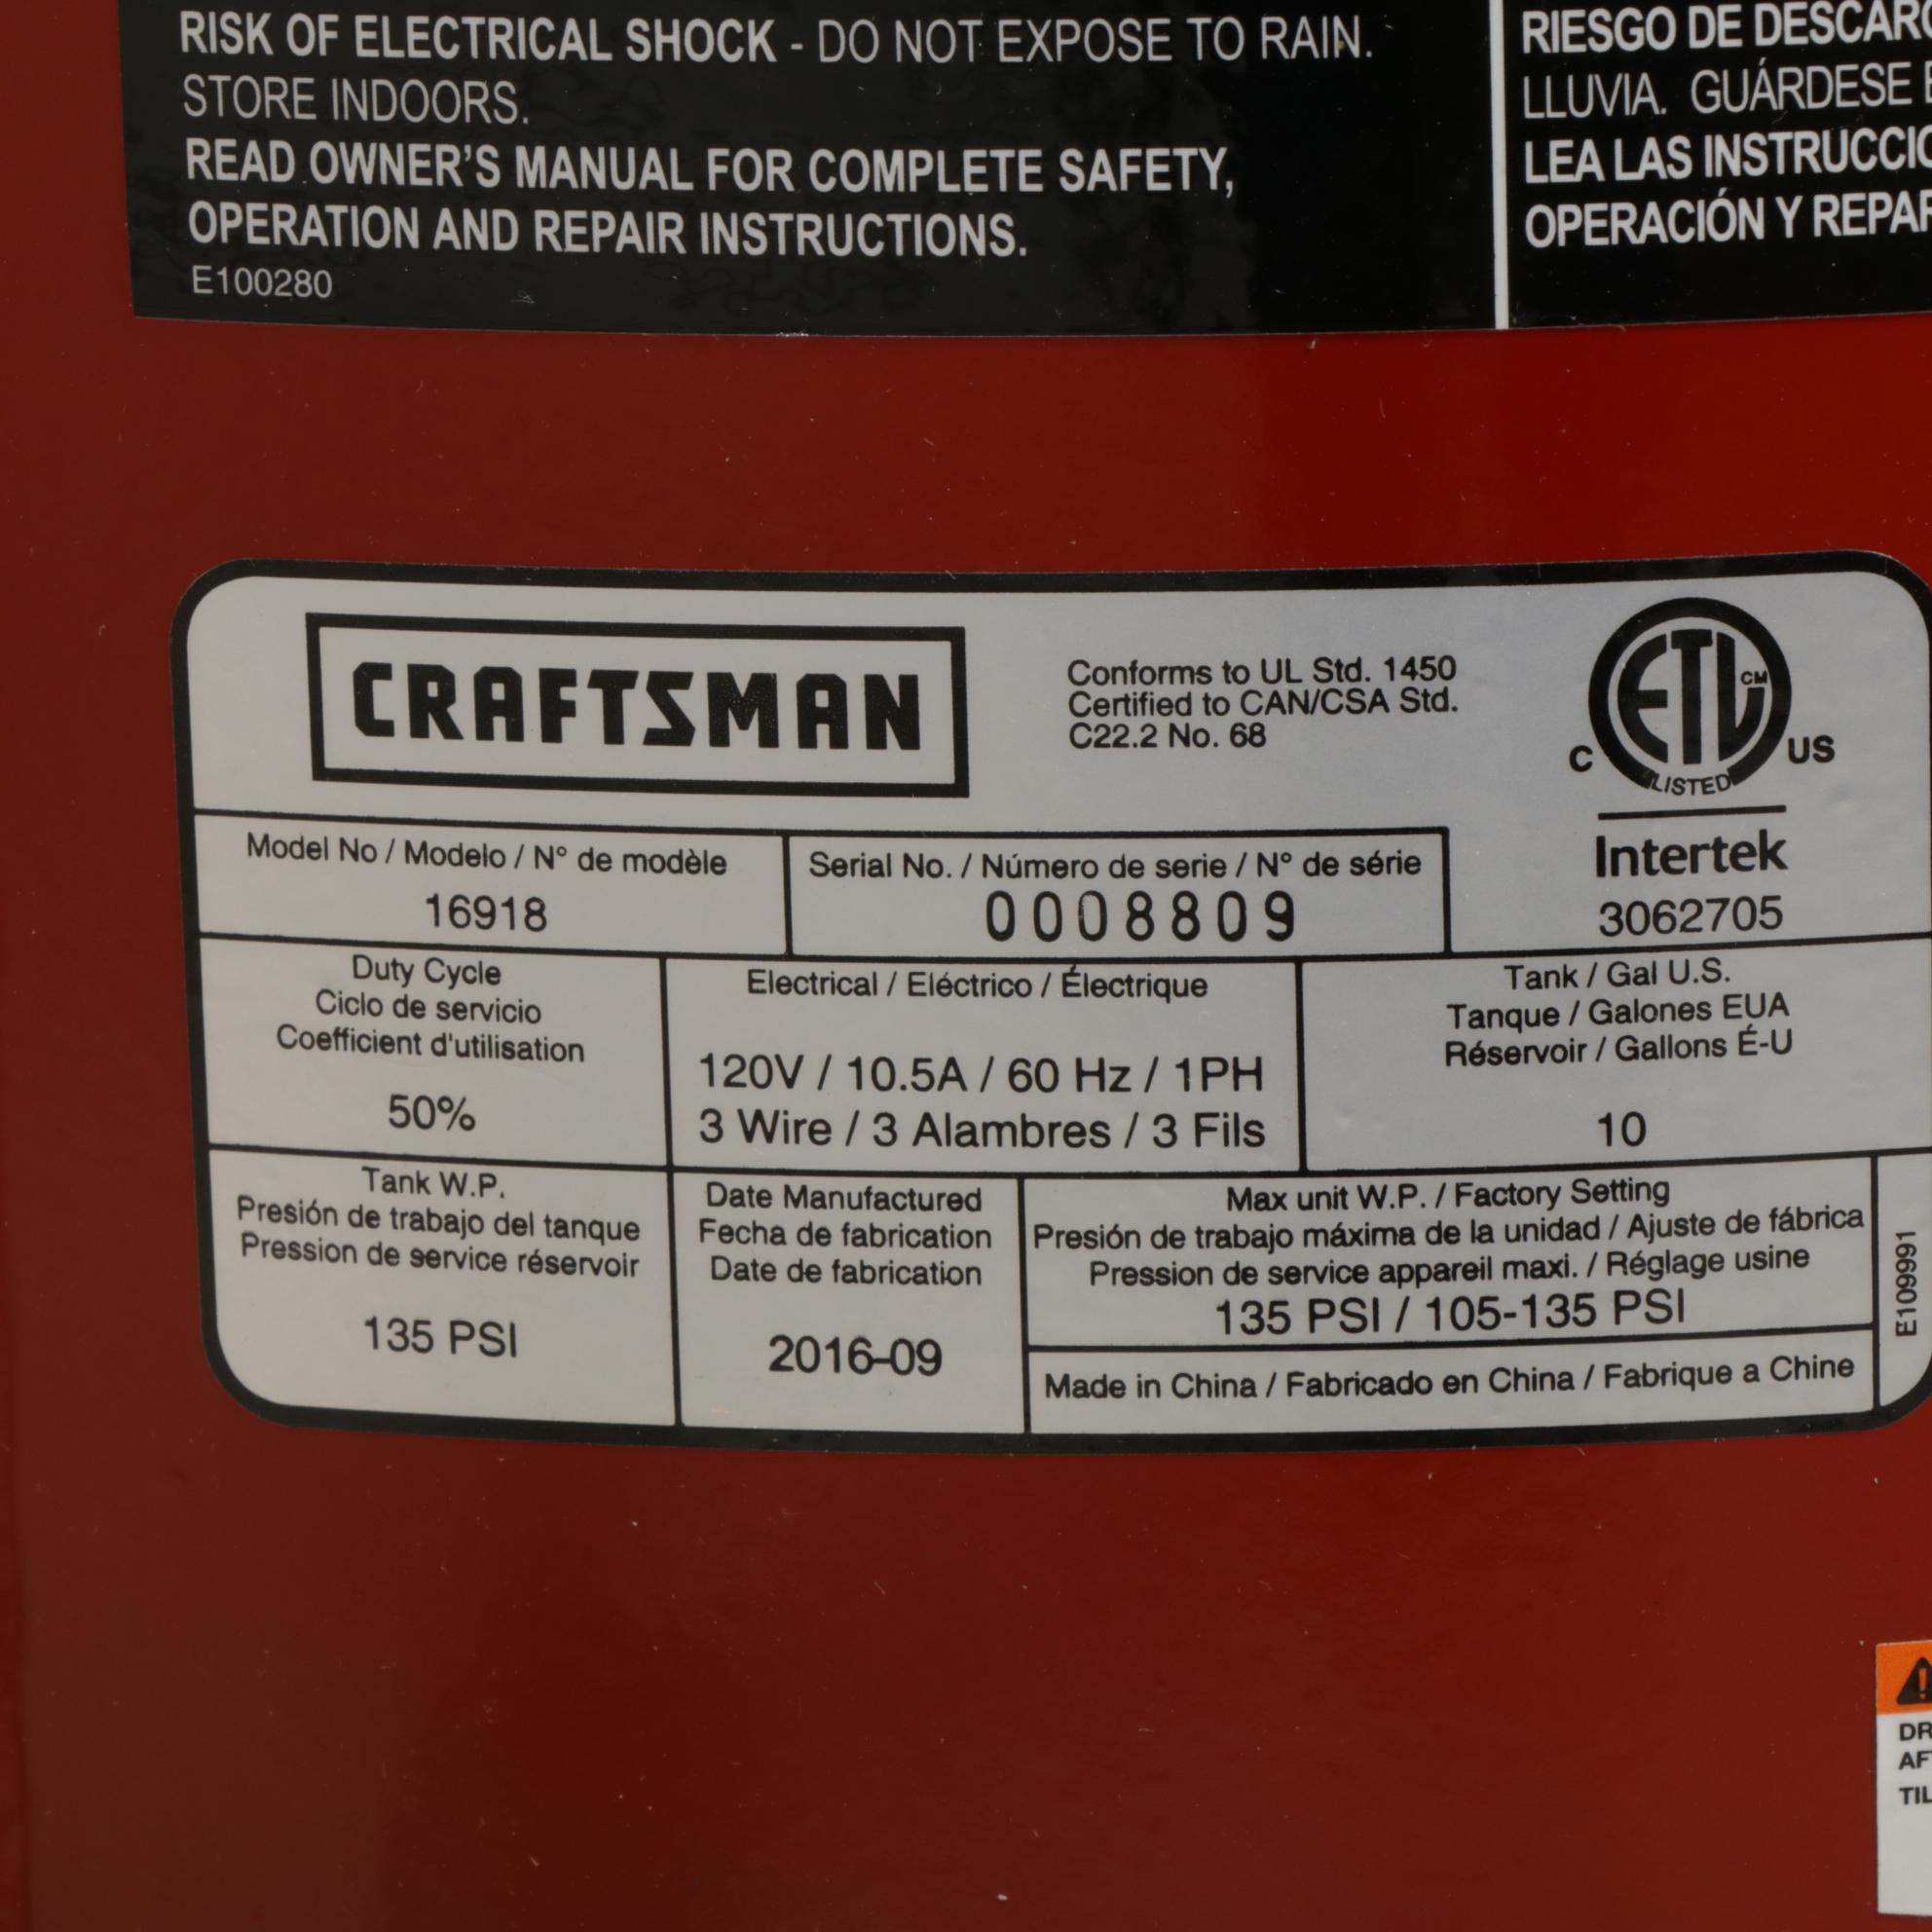 RISK OF ELECTRICAL SHOCK - DO NOT EXPOSE TO RAIN.
STORE INDOORS.
READ OWNER'S MANUAL FOR COMPLETE SAFETY,
OPERATION AND REPAIR INSTRUCTIONS.
E100280
RIESGO DE
LLUVIA. GUÁRDESE
LEA LAS
OPERACIÓN Y
CRAFTSMAN
Conforms to UL Std. 1450
Certified to CAN/CSA Std.
C22.2 No. 68
ETL CM
C US
LISTED
Intertek
3062705
Model No / Modelo / N° de modèle
16918
Serial No. / Número de serie / N° de série
0008809
Duty Cycle
Ciclo de servicio
Coefficient d'utilisation
50%
Electrical / Eléctrico / Électrique
120V / 10.5A / 60 Hz / 1PH
3 Wire / 3 Alambres / 3 Fils
Tank / Gal U.S.
Tanque / Galones EUA
Réservoir / Gallons É-U
10
Tank W.P.
Presión de trabajo del tanque
Pression de service réservoir
135 PSI
Date Manufactured
Fecha de fabrication
Date de fabrication
2016-09
Max unit W.P. / Factory Setting
Presión de trabajo máxima de la unidad / Ajuste de fábrica
Pression de service appareil maxi. / Réglage usine
135 PSI / 105-135 PSI
Made in China / Fabricado en China / Fabrique a Chine
E109991